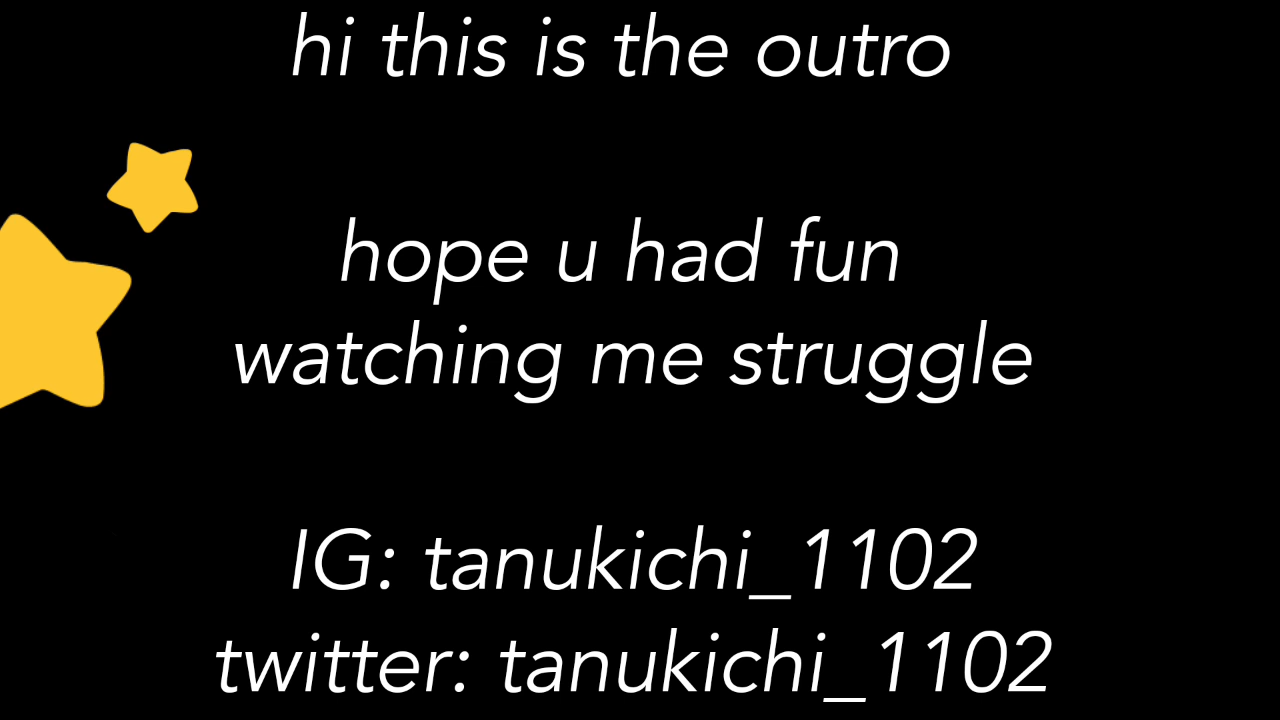 hi this is the outro
hope u had fun
watching me struggle
IG: tanukichi_1102
twitter: tanukichi_1102